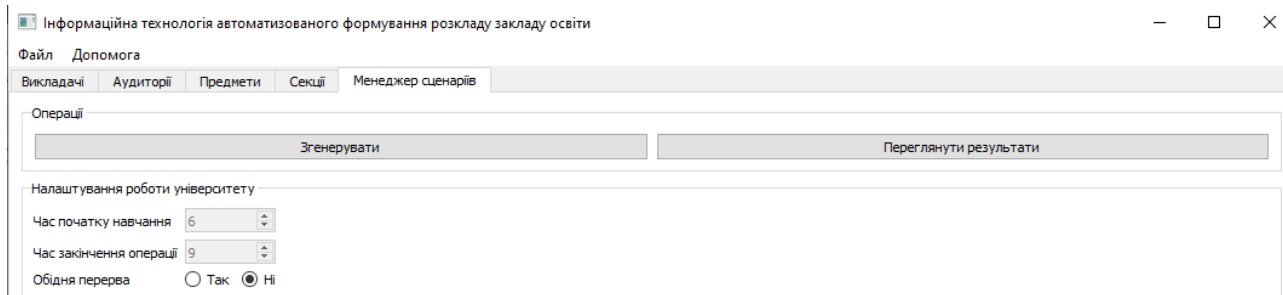 Інформаційна технологія автоматизованого формування розкладу закладу освіти
Файл Допомога
Викладачі Аудиторії Предмети Секції Менеджер сценаріїв
Операції
Згенерувати Переглянути результати
Налаштування роботи університету
Час початку навчання 6
Час закінчення операції 9
Обідня перерва Так Ні